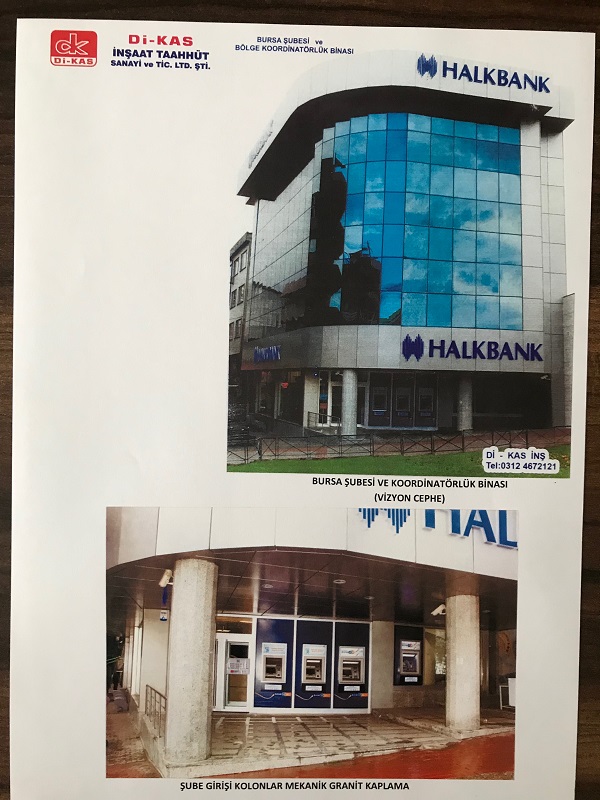 dk
Di-KAS
Di-KAS
İNŞAAT TAAHHÜT
SANAYİ ve TİC. LTD. ŞTİ.
BURSA ŞUBESİ ve
BÖLGE KOORDİNATÖRLÜK BİNASI
HALKBANK
HALKBANK
Dİ - KAS İNŞ
Tel:0312 4672121
BURSA ŞUBESİ VE KOORDİNATÖRLÜK BİNASI
(VİZYON CEPHE)
HAL
ŞUBE GİRİŞİ KOLONLAR MEKANİK GRANİT KAPLAMA